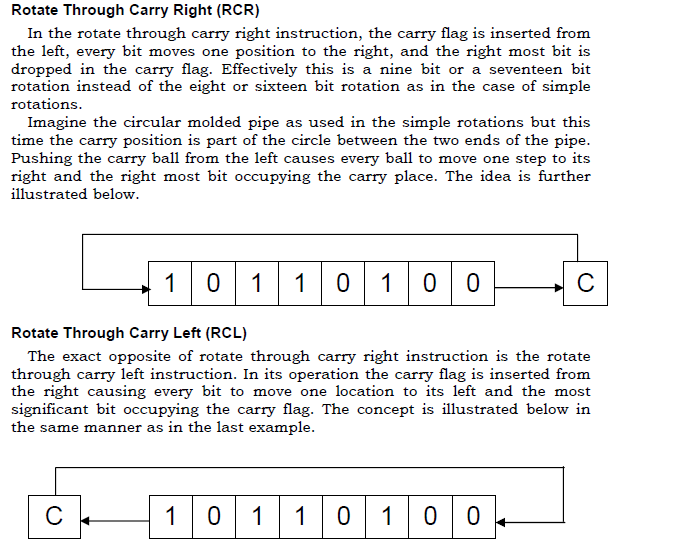 Rotate Through Carry Right (RCR)
In the rotate through carry right instruction, the carry flag is inserted from
the left, every bit moves one position to the right, and the right most bit is
dropped in the carry flag. Effectively this is a nine bit or a seventeen bit
rotation instead of the eight or sixteen bit rotation as in the case of simple
rotations.
Imagine the circular molded pipe as used in the simple rotations but this
time the carry position is part of the circle between the two ends of the pipe.
Pushing the carry ball from the left causes every ball to move one step to its
right and the right most bit occupying the carry place. The idea is further
illustrated below.
1 0 1 1 0 1 0 0 C
Rotate Through Carry Left (RCL)
The exact opposite of rotate through carry right instruction is the rotate
through carry left instruction. In its operation the carry flag is inserted from
the right causing every bit to move one location to its left and the most
significant bit occupying the carry flag. The concept is illustrated below in
the same manner as in the last example.
C 1 0 1 1 0 1 0 0